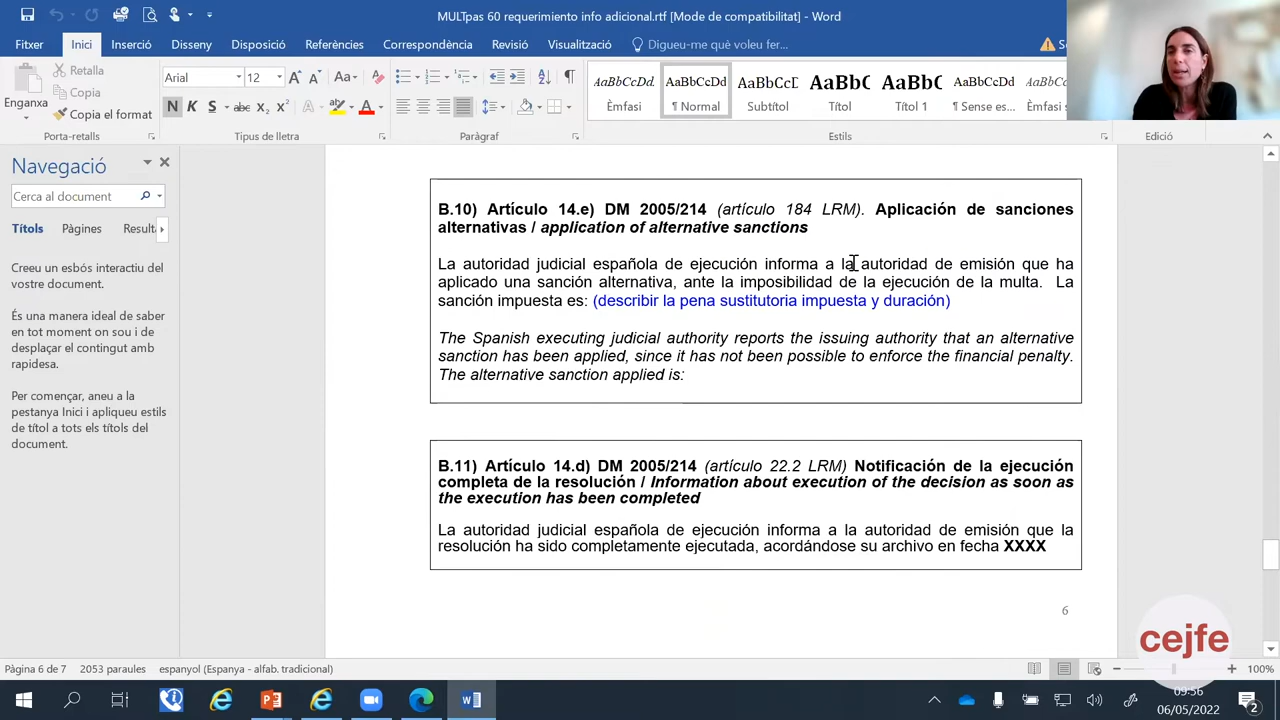 MULTpas 60 requerimiento info adicional.rtf [Mode de compatibilitat] - Word
Fitxer Inici Inserció Disseny Disposition Referències Correspondència Revisió Visualització Digueu-me què voleu fer...
Enganxa
Retalla
Copia
Copia el format
Arial 12
N K S abc x₂ x² A
Aa
AaBbCcDd. AaBbCcDd AaBbCcD AaBbC AaBbC AaBbCcDd AaBbCcDd
Èmfasi ¶ Normal Subtítol Títol Títol 1 ¶ Sense es... Èmfasi s
Porta-retalls Tipus de lletra Paràgraf Estils Edició
Navegació
Cerca al document
Títols Pàgines Result
Creeu un esbós interactiu del
vostre document.
És una manera ideal de saber
en tot moment on sou i de
desplaçar el contingut amb
rapidesa.
Per començar, aneu a la
pestanya Inici i apliqueu estils
de títol a tots els títols del
document.
B.10) Artículo 14.e) DM 2005/214 (artículo 184 LRM). Aplicación de sanciones
alternativas / application of alternative sanctions
La autoridad judicial española de ejecución informa a la autoridad de emisión que ha
aplicado una sanción alternativa, ante la imposibilidad de la ejecución de la multa. La
sanción impuesta es: (describir la pena sustitutoria impuesta y duración)
The Spanish executing judicial authority reports the issuing authority that an alternative
sanction has been applied, since it has not been possible to enforce the financial penalty.
The alternative sanction applied is:
B.11) Artículo 14.d) DM 2005/214 (artículo 22.2 LRM) Notificación de la ejecución
completa de la resolución / Information about execution of the decision as soon as
the execution has been completed
La autoridad judicial española de ejecución informa a la autoridad de emisión que la
resolución ha sido completamente ejecutada, acordándose su archivo en fecha XXXX
6
cejfe
Pàgina 6 de 7 2053 paraules espanyol (Espanya - alfab. tradicional) 100%
09:56
06/05/2022
2